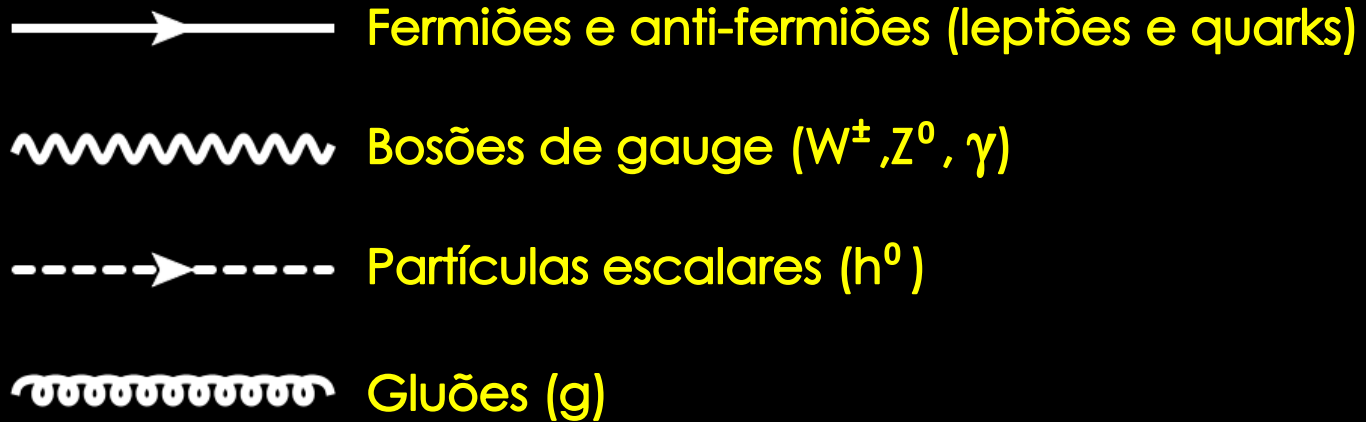 Fermiões e anti-fermiões (leptões e quarks)
Bosões de gauge (W± ,Z⁰ , γ)
Partículas escalares (h⁰ )
Gluões (g)